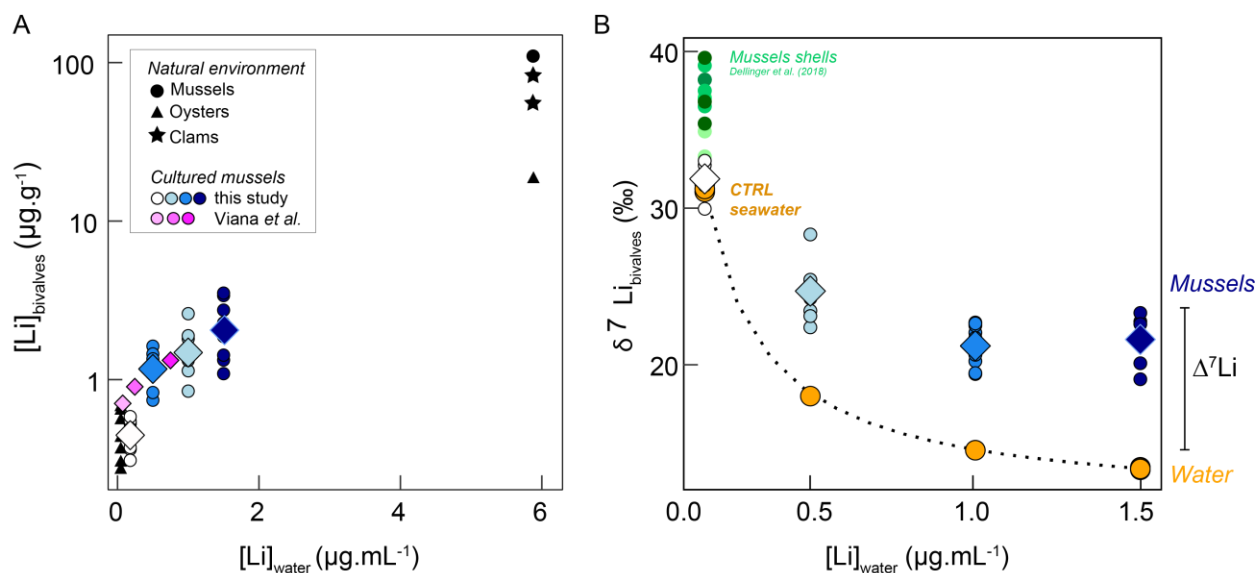 A
[Li]bivalves (µg.g-1)
100
10
1
Natural environment
Mussels
Oysters
Clams
Cultured mussels
this study
Viana et al.
0
2
4
6
[Li]water (µg.mL-1)
B
δ7 Libivalves (‰)
40
30
20
Mussels shells
Dellinger et al. (2018)
CTRL
seawater
Mussels
Δ7Li
Water
0.0
0.5
1.0
1.5
[Li]water (µg.mL-1)